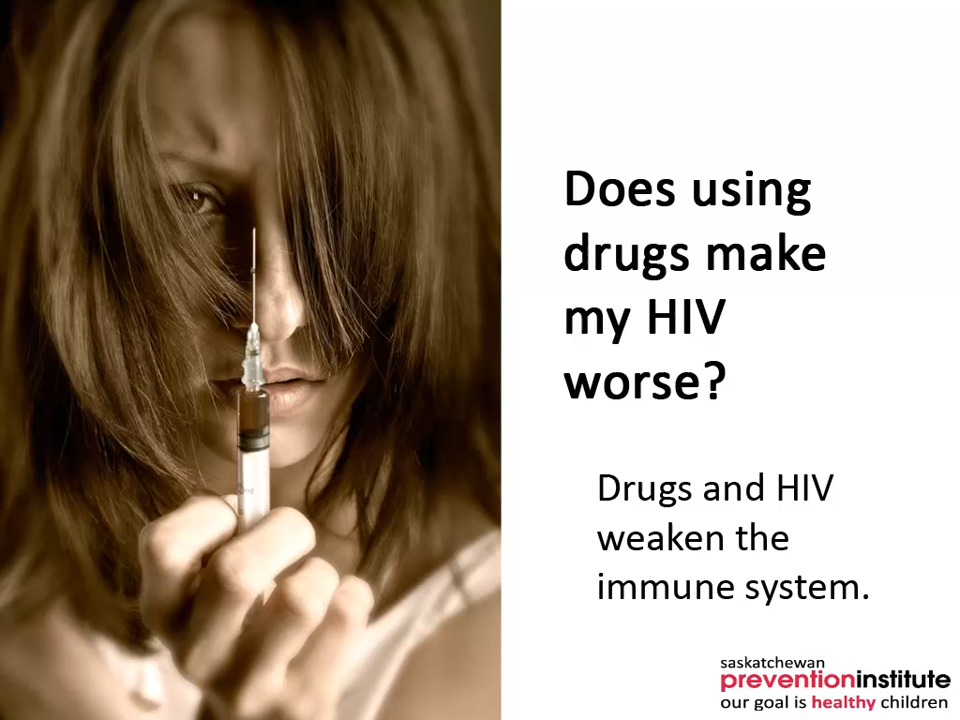 Does using
drugs make
my HIV
worse?
Drugs and HIV
weaken the
immune system.
saskatchewan
preventioninstitute
our goal is healthy children